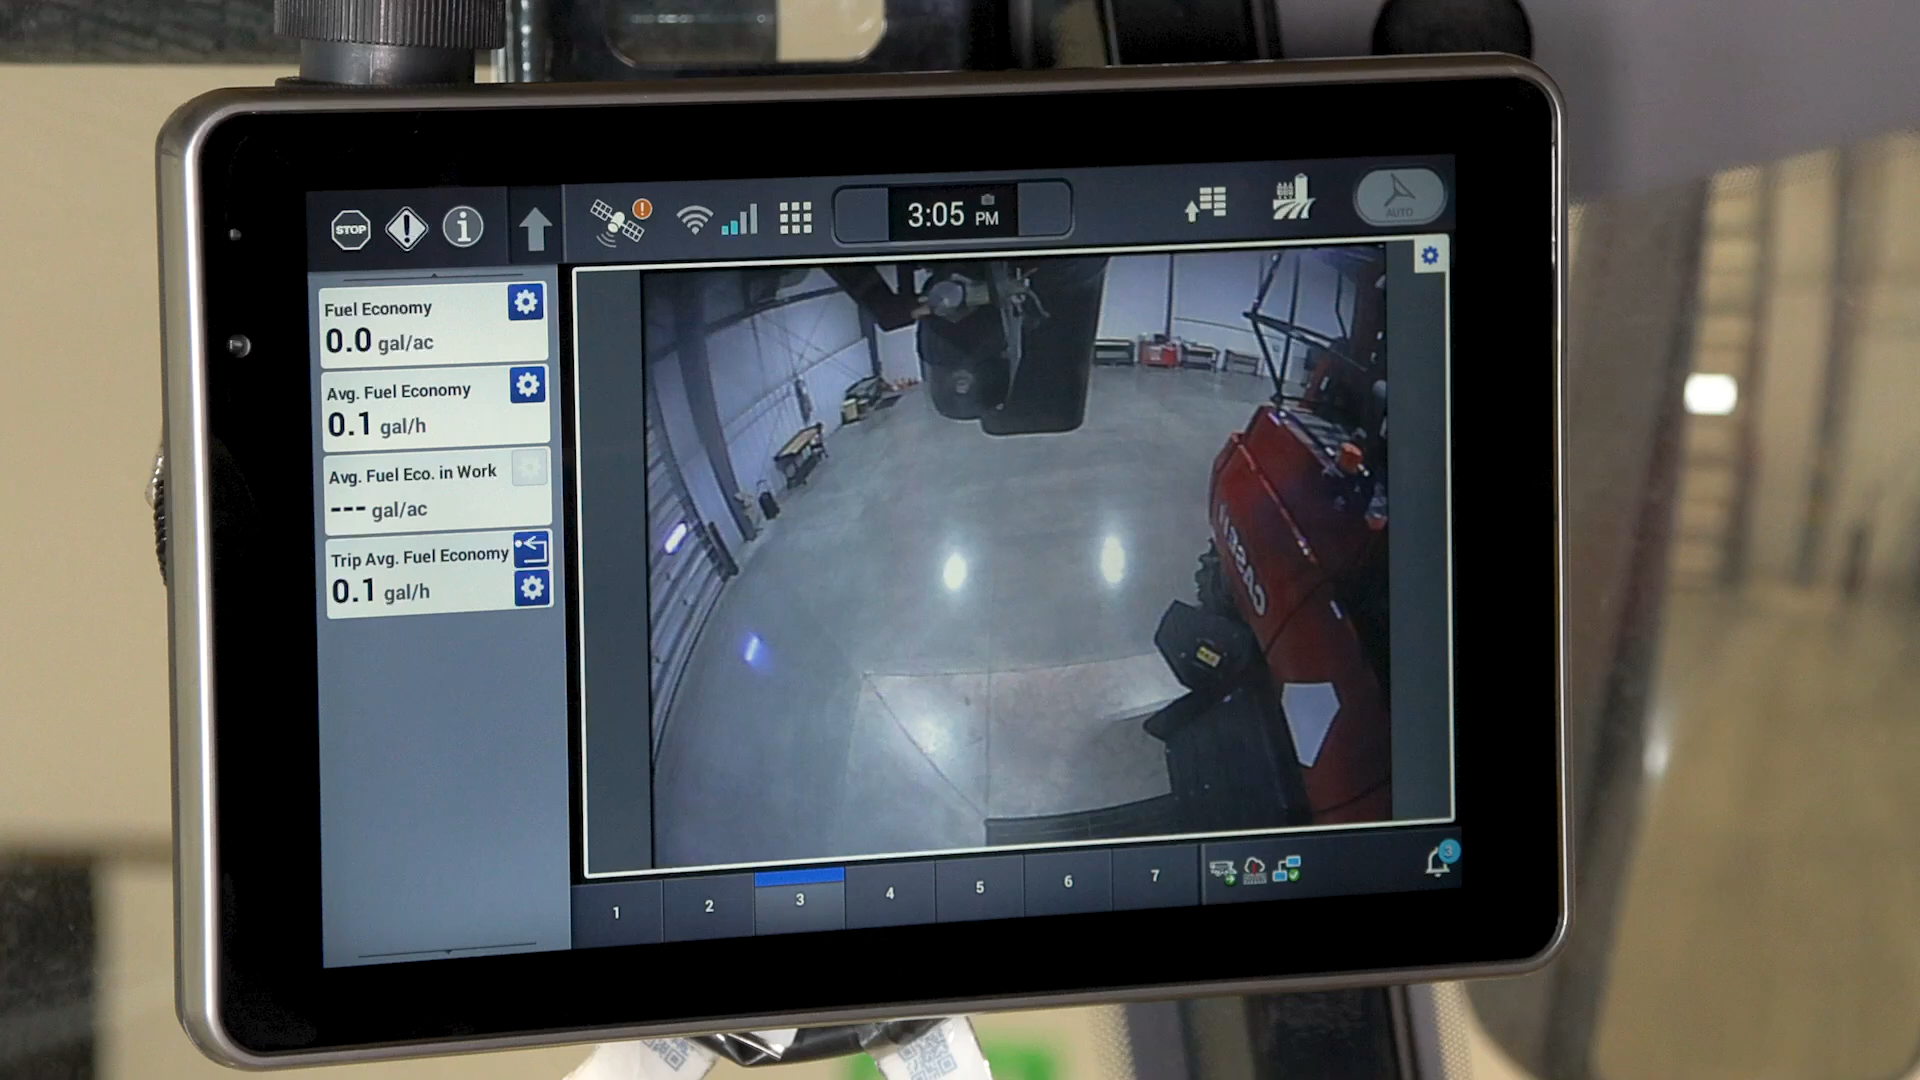 STOP
3:05 PM
AUTO
Fuel Economy
0.0 gal/ac
Avg. Fuel Economy
0.1 gal/h
Avg. Fuel Eco. in Work
--- gal/ac
Trip Avg. Fuel Economy
0.1 gal/h
CASE IH
1
2
3
4
5
6
7
3